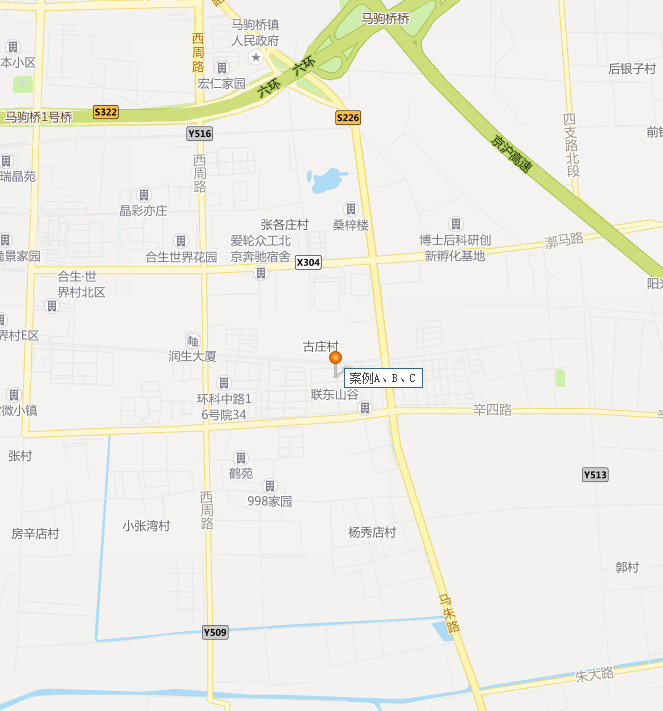 马驹桥桥
马驹桥镇
人民政府
西周路
本小区
六环
六环
后银子村
宏仁家园
S322
马驹桥1号桥
S226
Y516
四支路北段
京沪高速
西周路
瑞晶苑
晶彩亦庄
张各庄村
桑梓楼
爱轮众工北
京奔驰宿舍
博士后科研创
新孵化基地
郭马路
合生世界花园
景家园
X304
合生·世
界村北区
界村E区
古庄村
润生大厦
案例A、B、C
联东山谷
环科中路1
6号院34
微小镇
辛四路
张村
鹤苑
998家园
Y513
西周路
小张湾村
房辛店村
杨秀店村
郭村
马朱路
Y509
朱大路